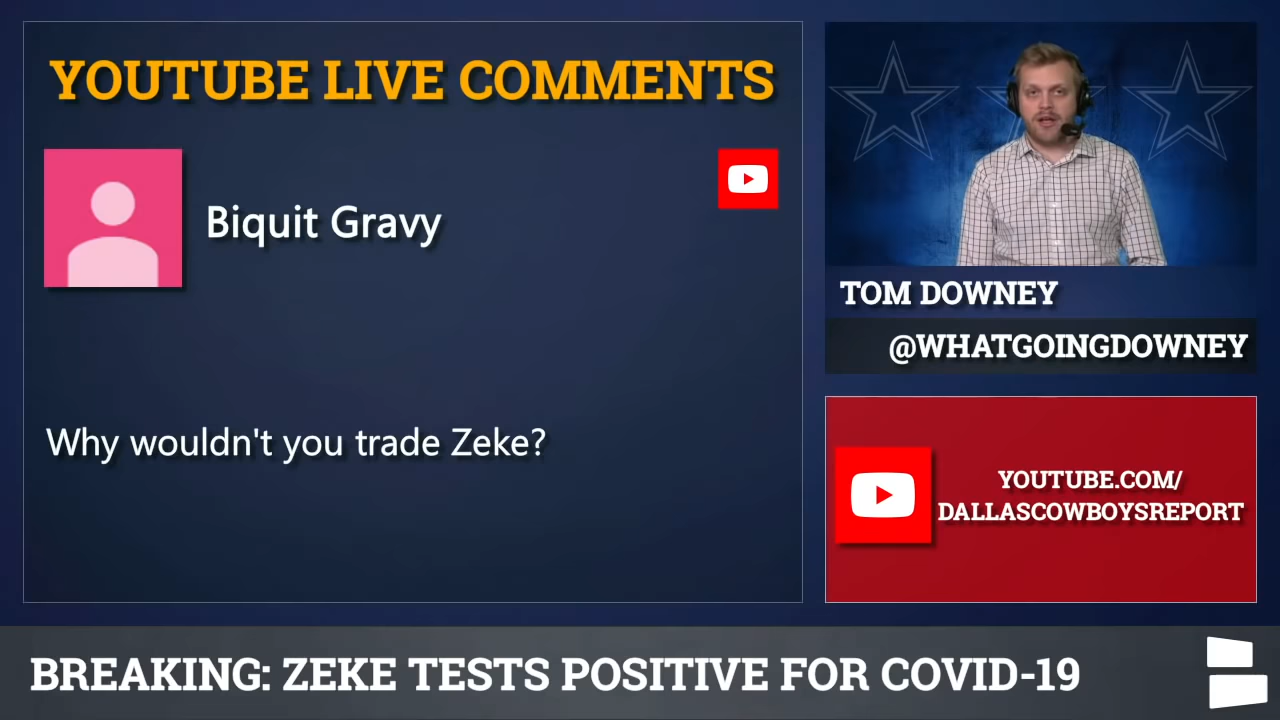 YOUTUBE LIVE COMMENTS
Biquit Gravy
Why wouldn't you trade Zeke?
TOM DOWNEY
@WHATGOINGDOWNEY
YOUTUBE.COM/
DALLASCOWBOYSREPORT
BREAKING: ZEKE TESTS POSITIVE FOR COVID-19